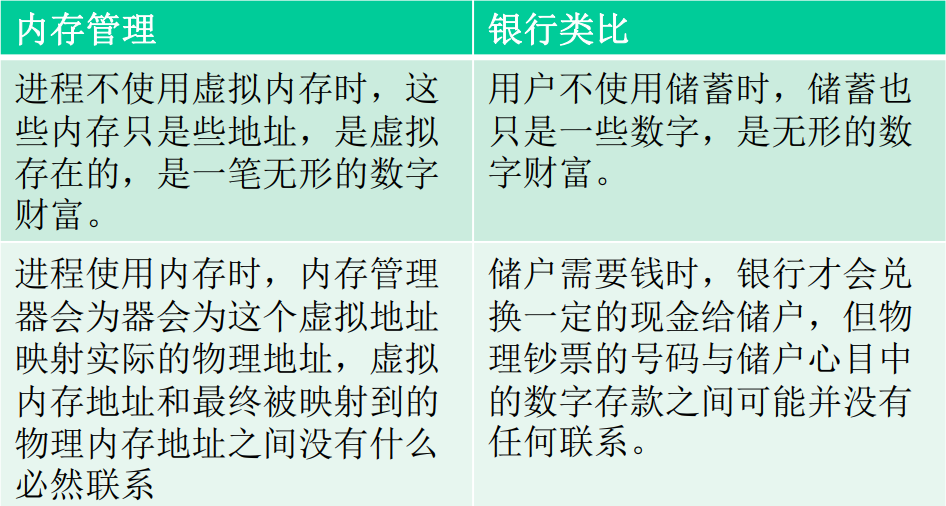 内存管理
银行类比
进程不使用虚拟内存时，这
些内存只是些地址，是虚拟
存在的，是一笔无形的数字
财富。
用户不使用储蓄时，储蓄也
只是一些数字，是无形的数
字财富。
进程使用内存时，内存管理
器会为器会为这个虚拟地址
映射实际的物理地址，虚拟
内存地址和最终被映射到的
物理内存地址之间没有什么
必然联系
储户需要钱时，银行才会兑
换一定的现金给储户，但物
理钞票的号码与储户心目中
的数字存款之间可能并没有
任何联系。